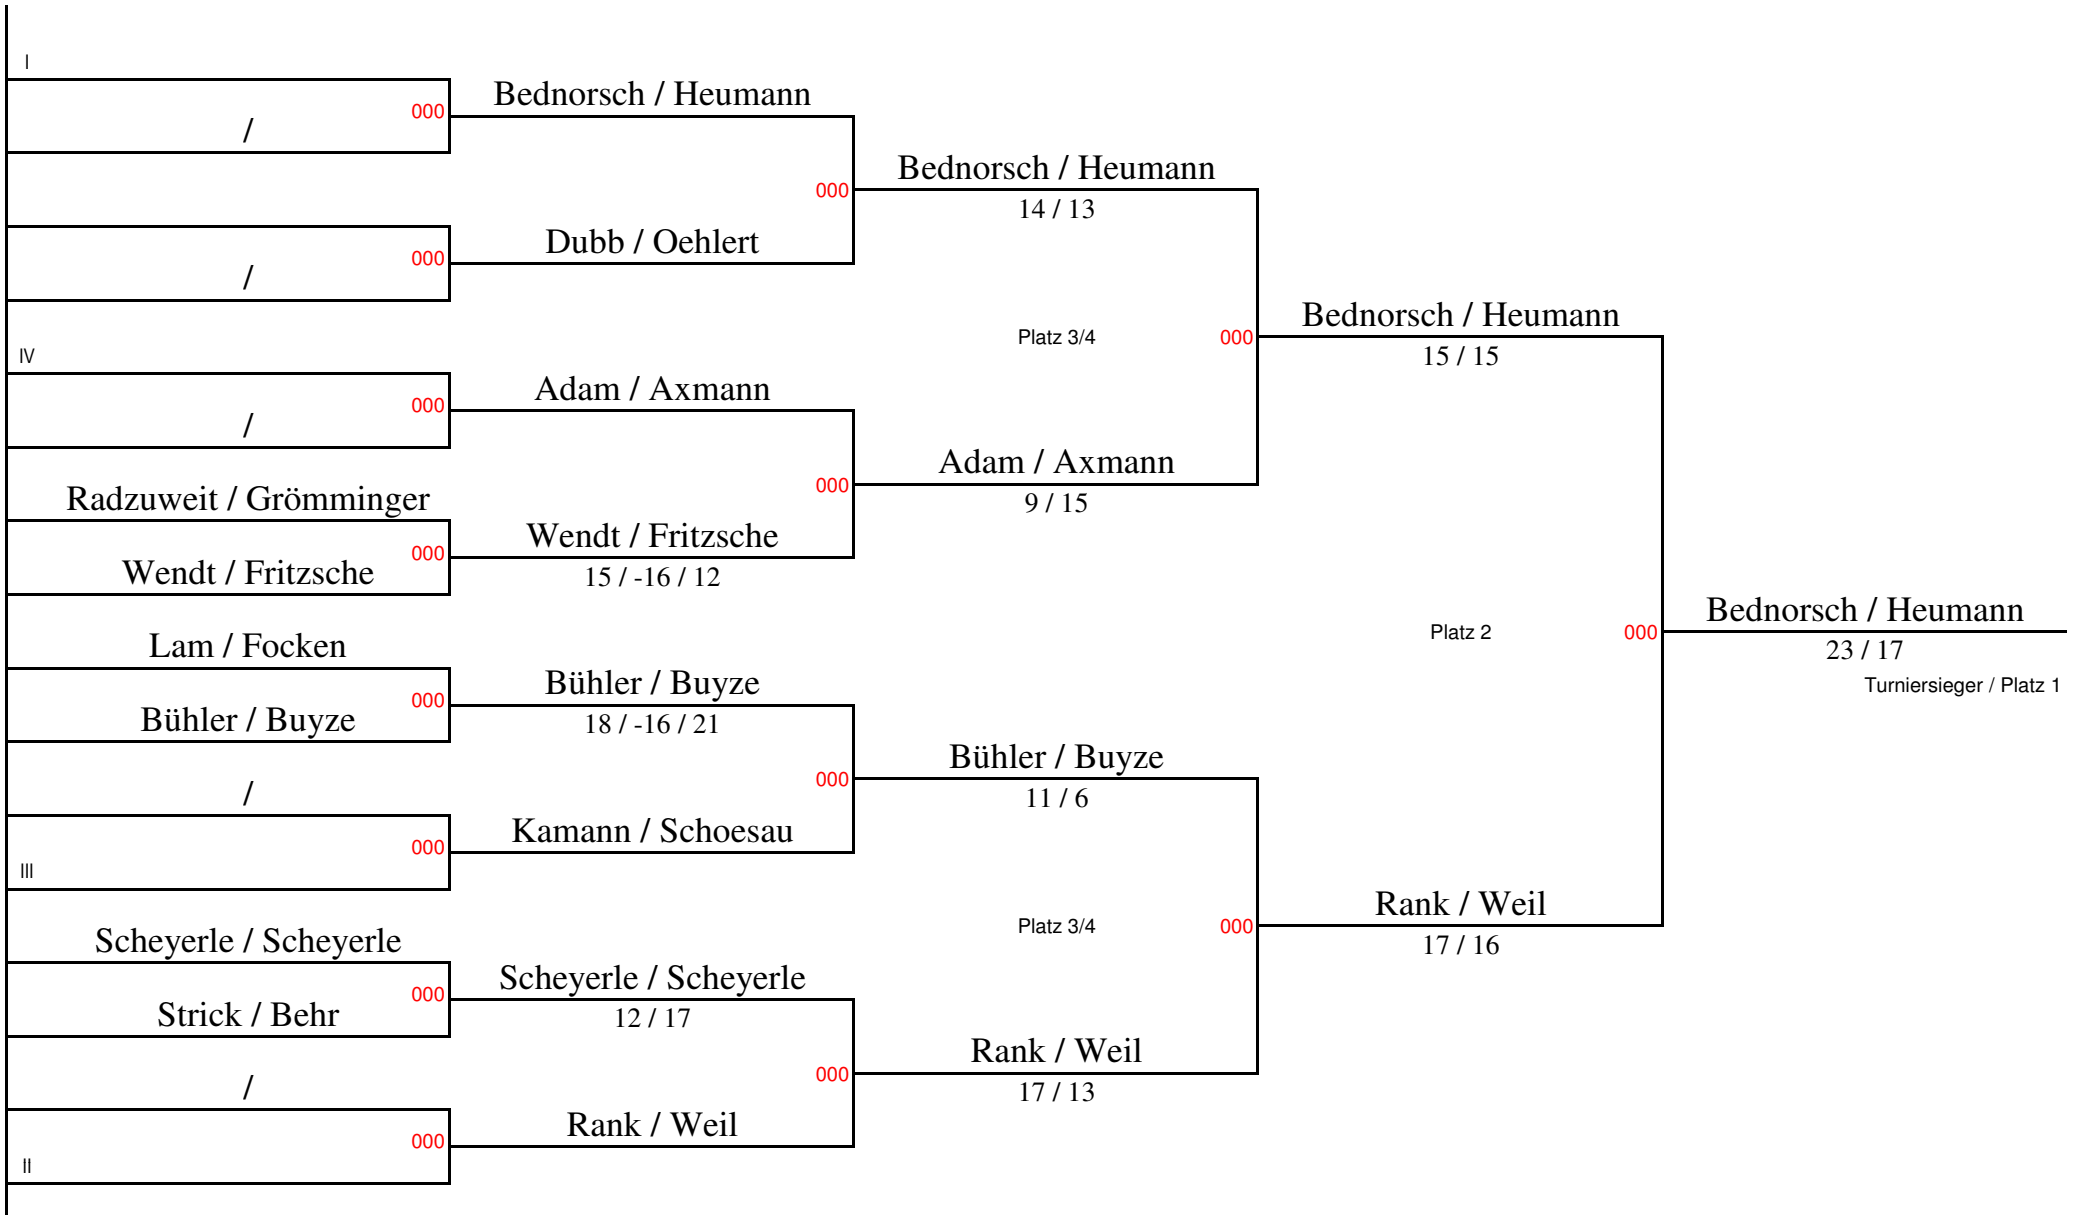 I
000
Bednorsch / Heumann
/
000
Bednorsch / Heumann
14 / 13
000
Dubb / Oehlert
/
Platz 3/4
000
Bednorsch / Heumann
15 / 15
IV
000
Adam / Axmann
/
000
Adam / Axmann
9 / 15
Radzuweit / Grömminger
000
Wendt / Fritzsche
15 / -16 / 12
Wendt / Fritzsche
Platz 2
000
Bednorsch / Heumann
23 / 17
Turniersieger / Platz 1
Lam / Focken
000
Bühler / Buyze
18 / -16 / 21
Bühler / Buyze
000
Bühler / Buyze
11 / 6
/
000
Kamann / Schoesau
III
Platz 3/4
000
Rank / Weil
17 / 16
Scheyerle / Scheyerle
000
Scheyerle / Scheyerle
12 / 17
Strick / Behr
000
Rank / Weil
17 / 13
/
000
Rank / Weil
II